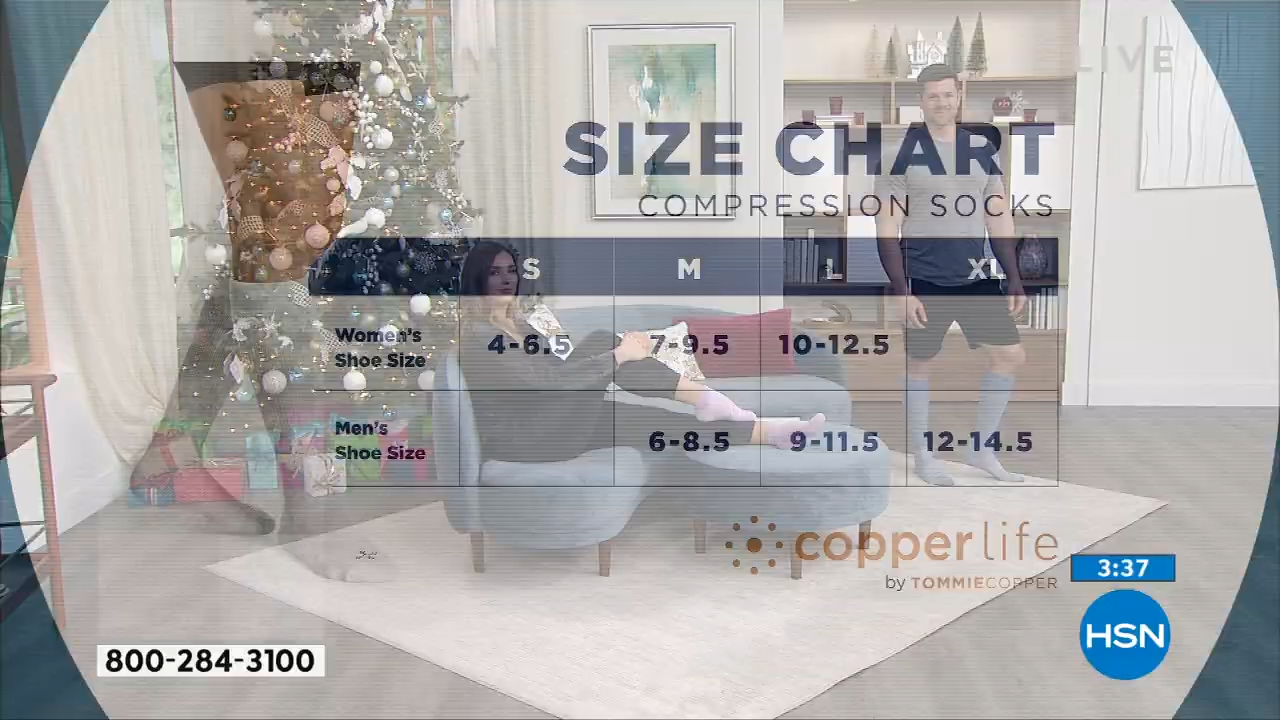 LIVE
SIZE CHART
COMPRESSION SOCKS
S M L XL
Women's
Shoe Size
4-6.5 7-9.5 10-12.5
Men's
Shoe Size
6-8.5 9-11.5 12-14.5
copperlife
by TOMMIECOPPER
3:37
HSN
800-284-3100